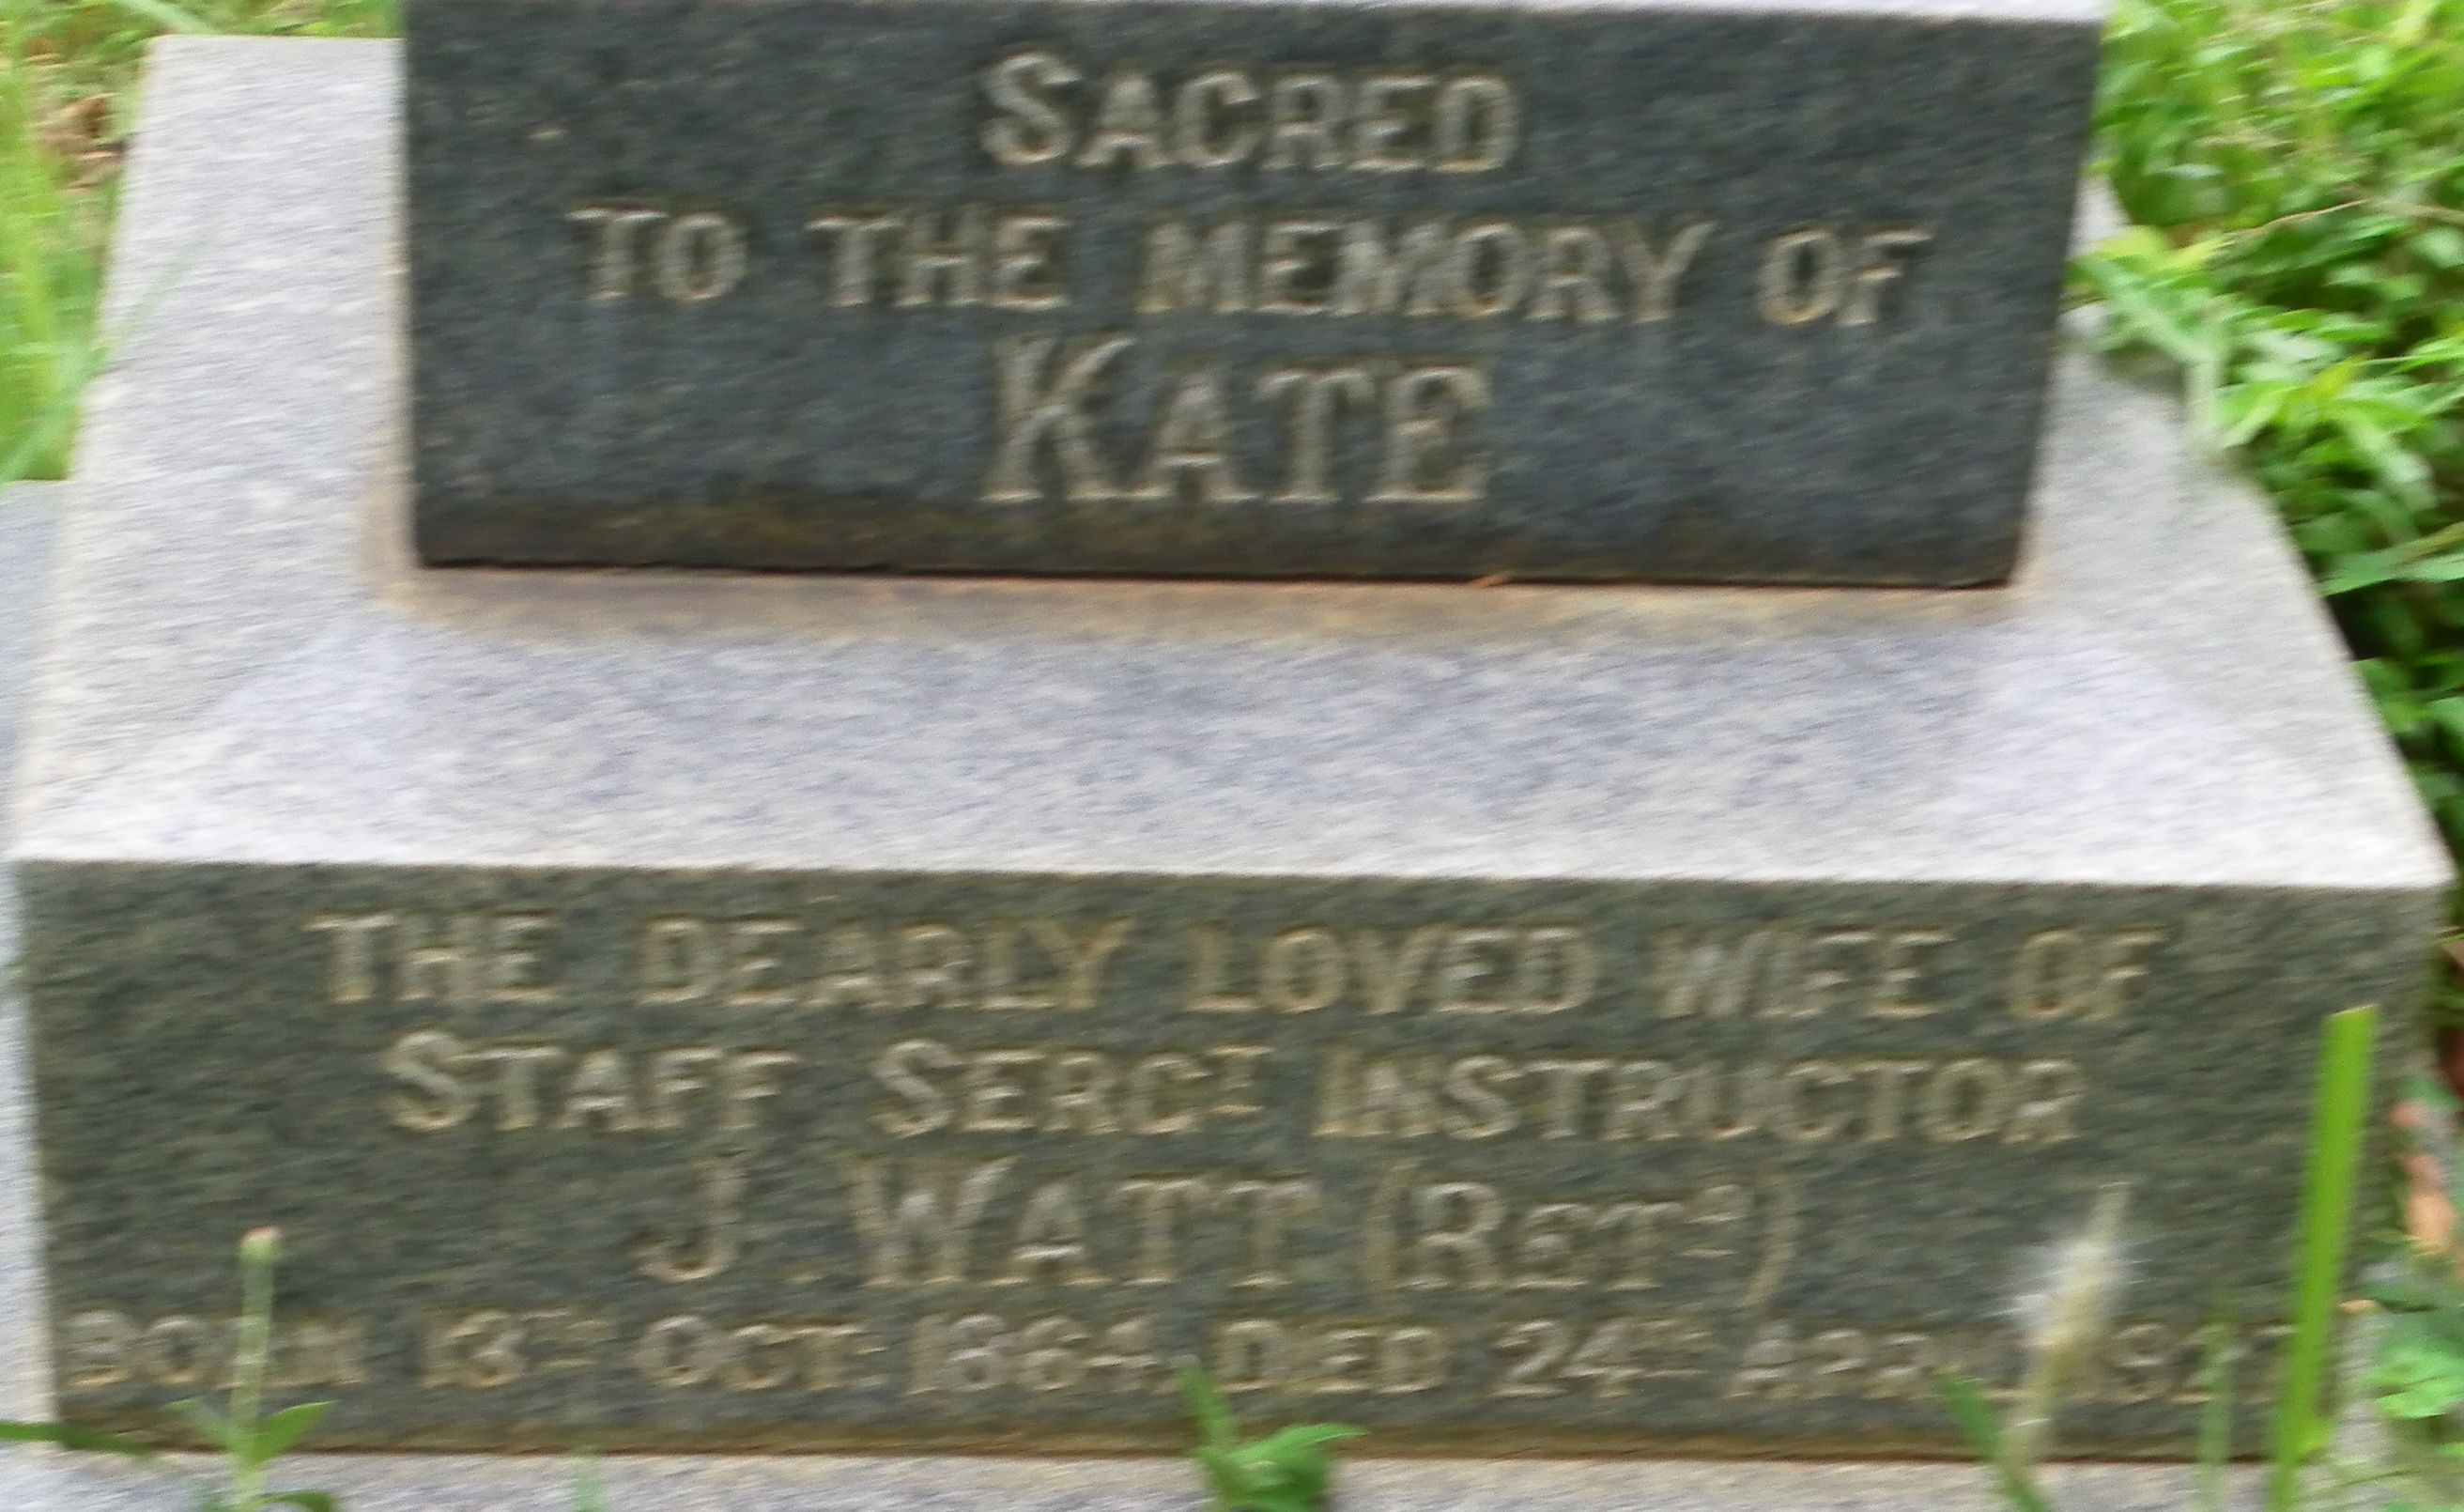 SACRED
TO THE MEMORY OF
KATE
THE DEARLY LOVED WIFE OF
STAFF SERGT INSTRUCTOR
J. WATT (RETD)
BORN 13TH OCT. 1864 DIED 24TH APRIL